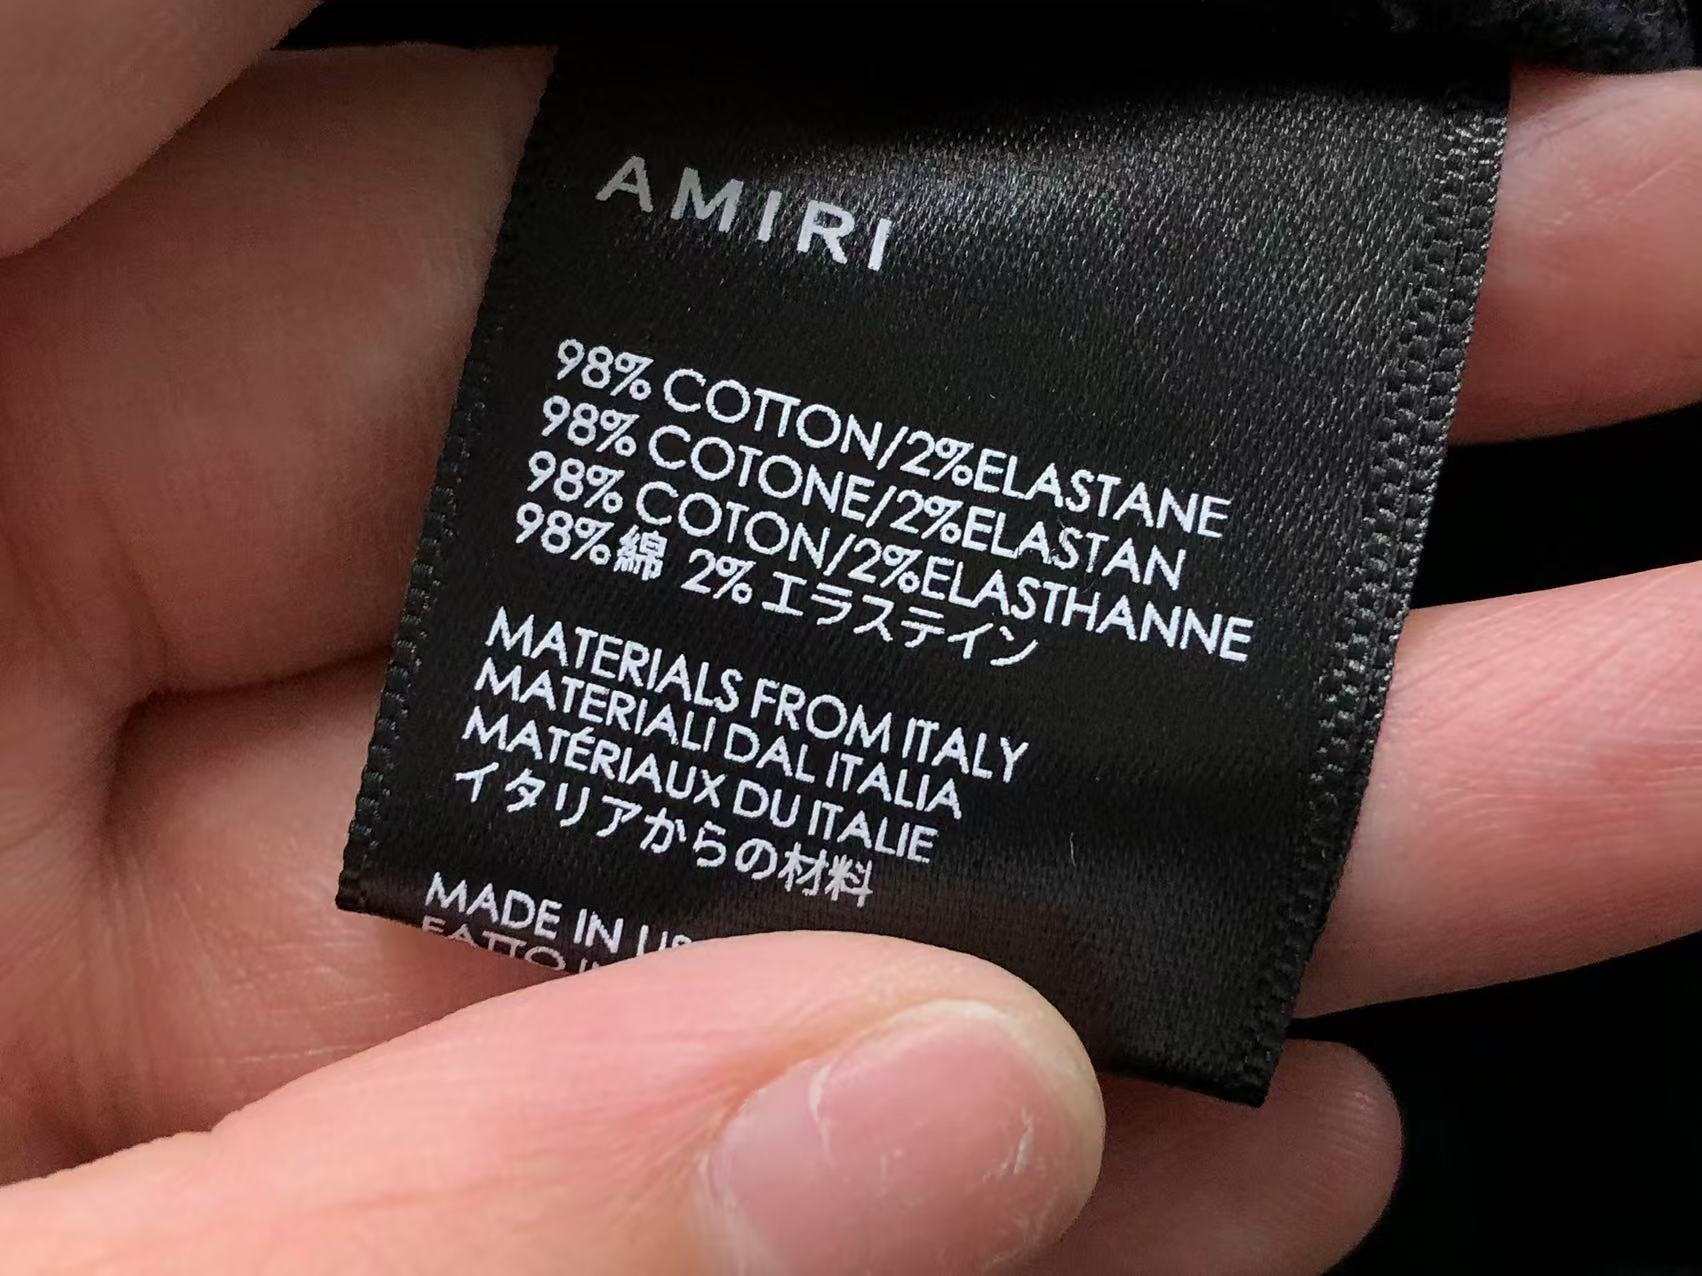 AMIRI
98% COTTON/2%ELASTANE
98% COTONE/2%ELASTAN
98% COTON/2%ELASTHANNE
98%綿 2%エラステイン
MATERIALS FROM ITALY
MATERIALI DAL ITALIA
MATÉRIAUX DU ITALIE
イタリアからの材料
MADE IN
FATTO